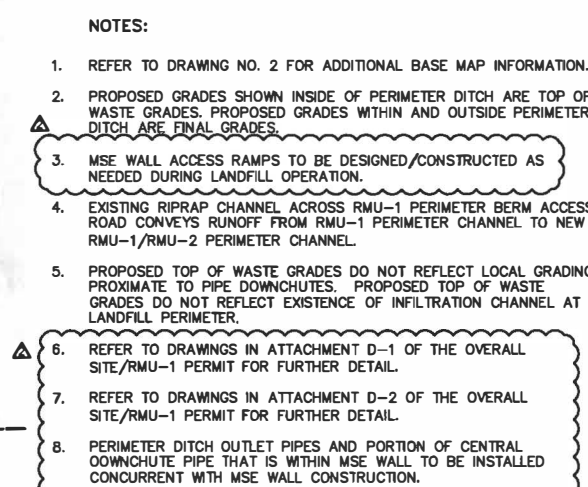 NOTES:
1. REFER TO DRAWING NO. 2 FOR ADDITIONAL BASE MAP INFORMATION.
2. PROPOSED GRADES SHOWN INSIDE OF PERIMETER DITCH ARE TOP OF
WASTE GRADES. PROPOSED GRADES WITHIN AND OUTSIDE PERIMETER
DITCH ARE FINAL GRADES.
2
3. MSE WALL ACCESS RAMPS TO BE DESIGNED/CONSTRUCTED AS
NEEDED DURING LANDFILL OPERATION.
4. EXISTING RIPRAP CHANNEL ACROSS RMU-1 PERIMETER BERM ACCESS
ROAD CONVEYS RUNOFF FROM RMU-1 PERIMETER CHANNEL TO NEW
RMU-1/RMU-2 PERIMETER CHANNEL.
5. PROPOSED TOP OF WASTE GRADES DO NOT REFLECT LOCAL GRADING
PROXIMATE TO PIPE DOWNCHUTES. PROPOSED TOP OF WASTE
GRADES DO NOT REFLECT EXISTENCE OF INFILTRATION CHANNEL AT
LANDFILL PERIMETER.
2
6. REFER TO DRAWINGS IN ATTACHMENT D-1 OF THE OVERALL
SITE/RMU-1 PERMIT FOR FURTHER DETAIL.
7. REFER TO DRAWINGS IN ATTACHMENT D-2 OF THE OVERALL
SITE/RMU-1 PERMIT FOR FURTHER DETAIL.
8. PERIMETER DITCH OUTLET PIPES AND PORTION OF CENTRAL
OOWNCHUTE PIPE THAT IS WITHIN MSE WALL TO BE INSTALLED
CONCURRENT WITH MSE WALL CONSTRUCTION.